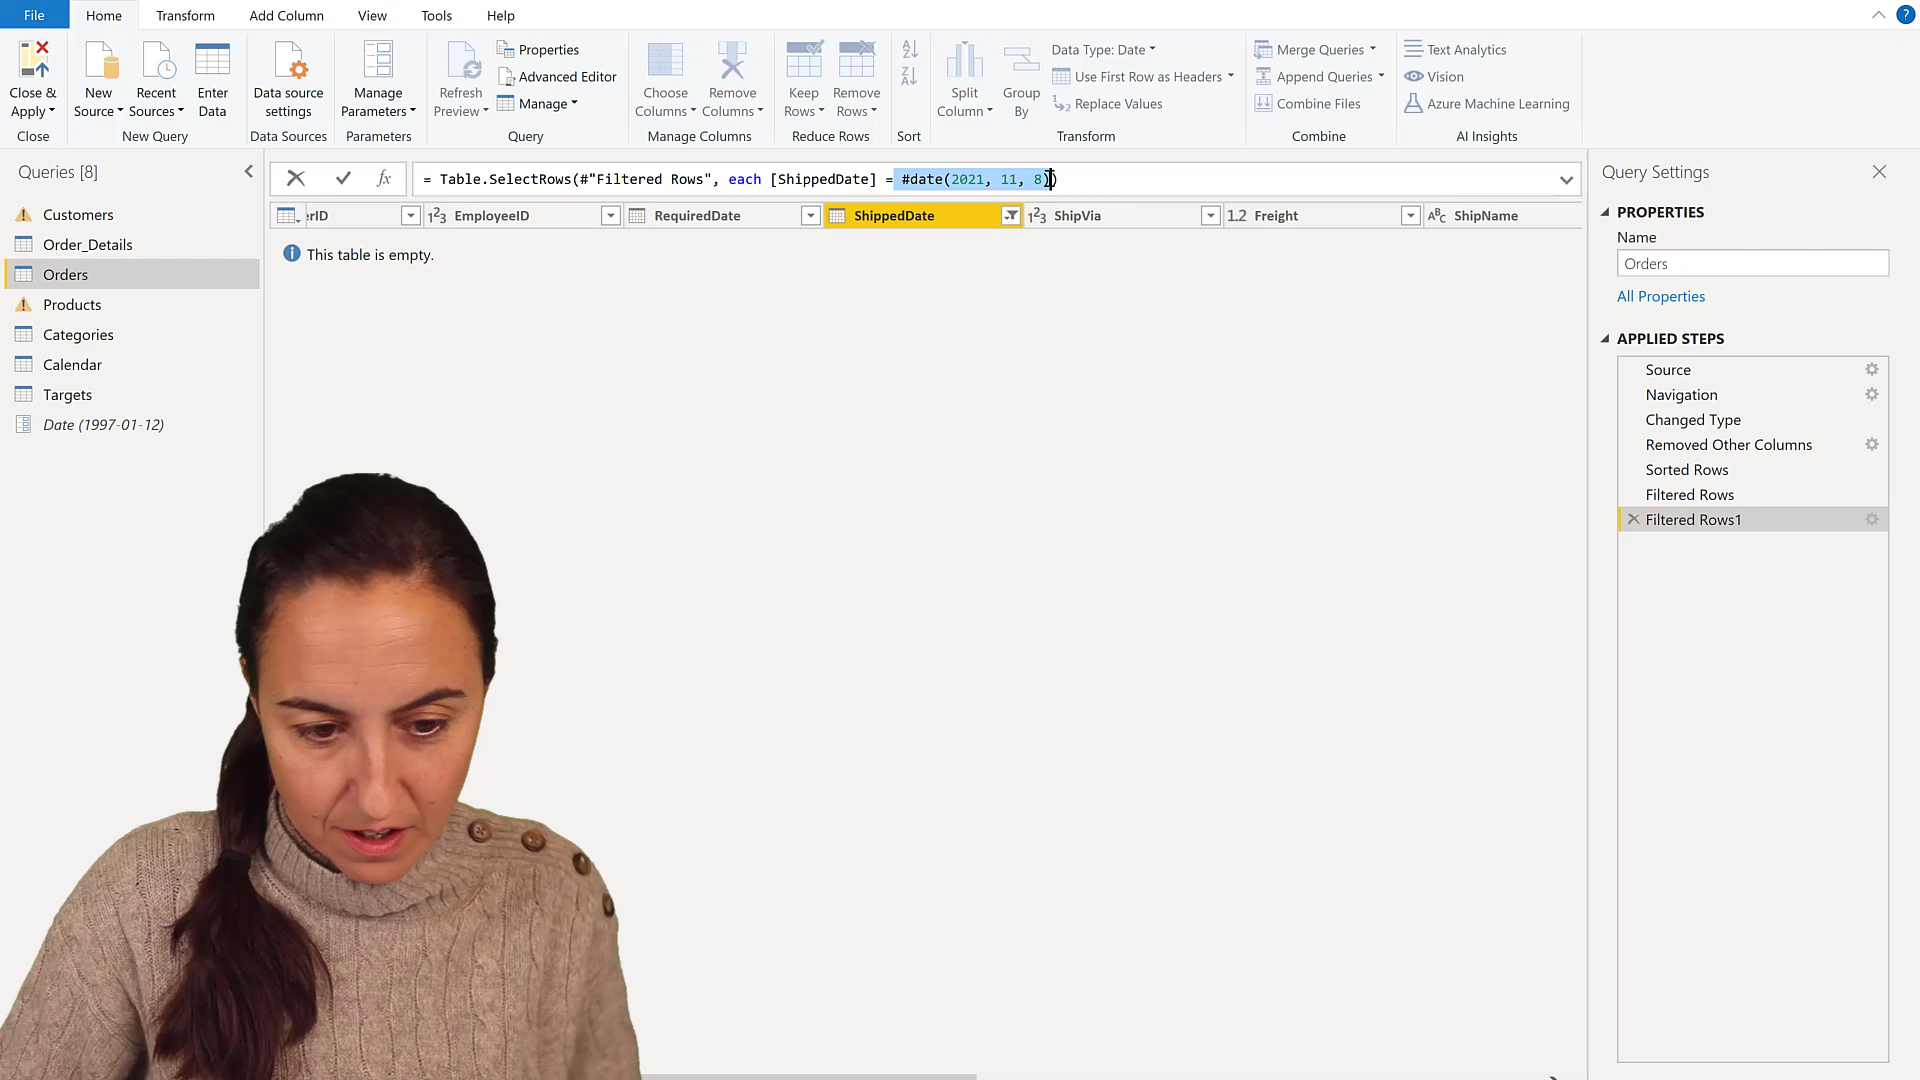 File Home Transform Add Column View Tools Help
Close & Apply
New Source
Recent Sources
Enter Data
Data source settings
Manage Parameters
Refresh Preview
Properties
Advanced Editor
Manage
Choose Columns
Remove Columns
Keep Rows
Remove Rows
Split Column
Group By
Data Type: Date
Use First Row as Headers
Replace Values
Merge Queries
Append Queries
Combine Files
Text Analytics
Vision
Azure Machine Learning
Close New Query Data Sources Parameters Query Manage Columns Reduce Rows Sort Transform Combine AI Insights
Queries [8]
Customers
Order_Details
Orders
Products
Categories
Calendar
Targets
Date (1997-01-12)
fx = Table.SelectRows(#"Filtered Rows", each [ShippedDate] = #date(2021, 11, 8))
erID 123 EmployeeID RequiredDate ShippedDate 123 ShipVia 1.2 Freight ABC ShipName
This table is empty.
Query Settings
PROPERTIES
Name
Orders
All Properties
APPLIED STEPS
Source
Navigation
Changed Type
Removed Other Columns
Sorted Rows
Filtered Rows
Filtered Rows1